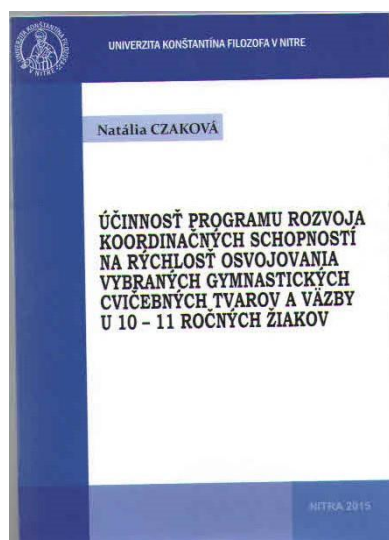 UNIVERZITA KONŠTANTÍNA FILOZOFA V NITRE
Natália CZAKOVÁ
ÚČINNOSŤ PROGRAMU ROZVOJA
KOORDINAČNÝCH SCHOPNOSTÍ
NA RÝCHLOSŤ OSVOJOVANIA
VYBRANÝCH GYMNASTICKÝCH
CVIČEBNÝCH TVAROV A VÄZBY
U 10 – 11 ROČNÝCH ŽIAKOV
NITRA 2015